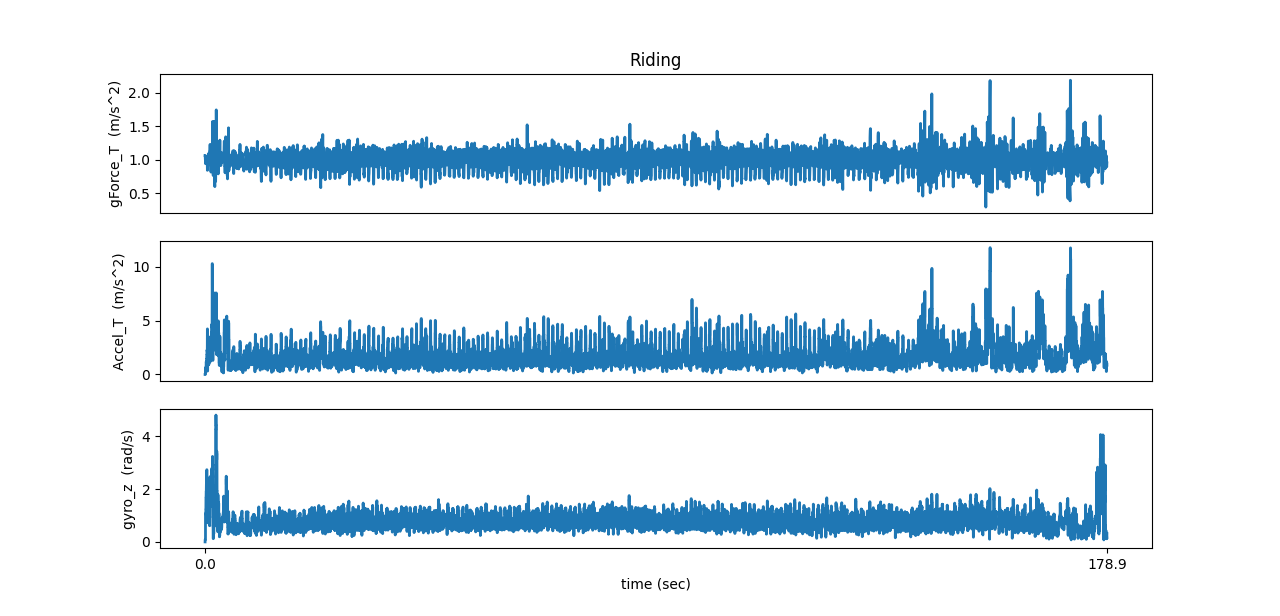 Riding
gForce_T (m/s^2)
2.0
1.5
1.0
0.5
Accel_T (m/s^2)
10
5
0
gyro_z (rad/s)
4
2
0
0.0
178.9
time (sec)